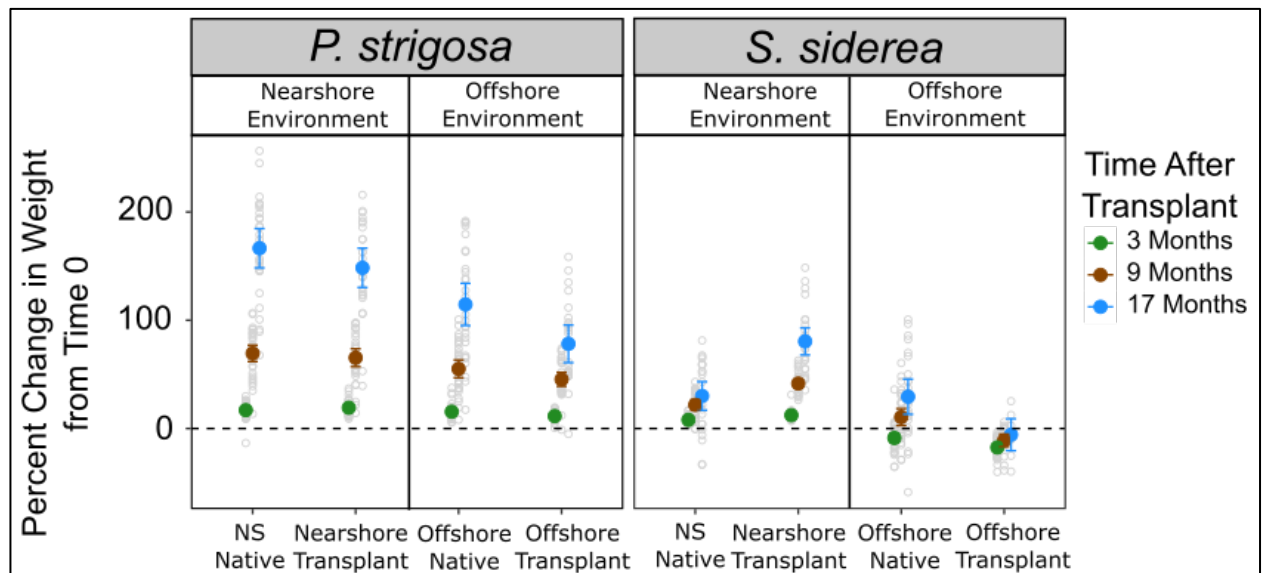 P. strigosa
S. siderea
Nearshore
Environment
Offshore
Environment
Nearshore
Environment
Offshore
Environment
Percent Change in Weight
from Time 0
200
100
0
NS
Native
Nearshore
Transplant
Offshore
Native
Offshore
Transplant
NS
Native
Nearshore
Transplant
Offshore
Native
Offshore
Transplant
Time After
Transplant
3 Months
9 Months
17 Months